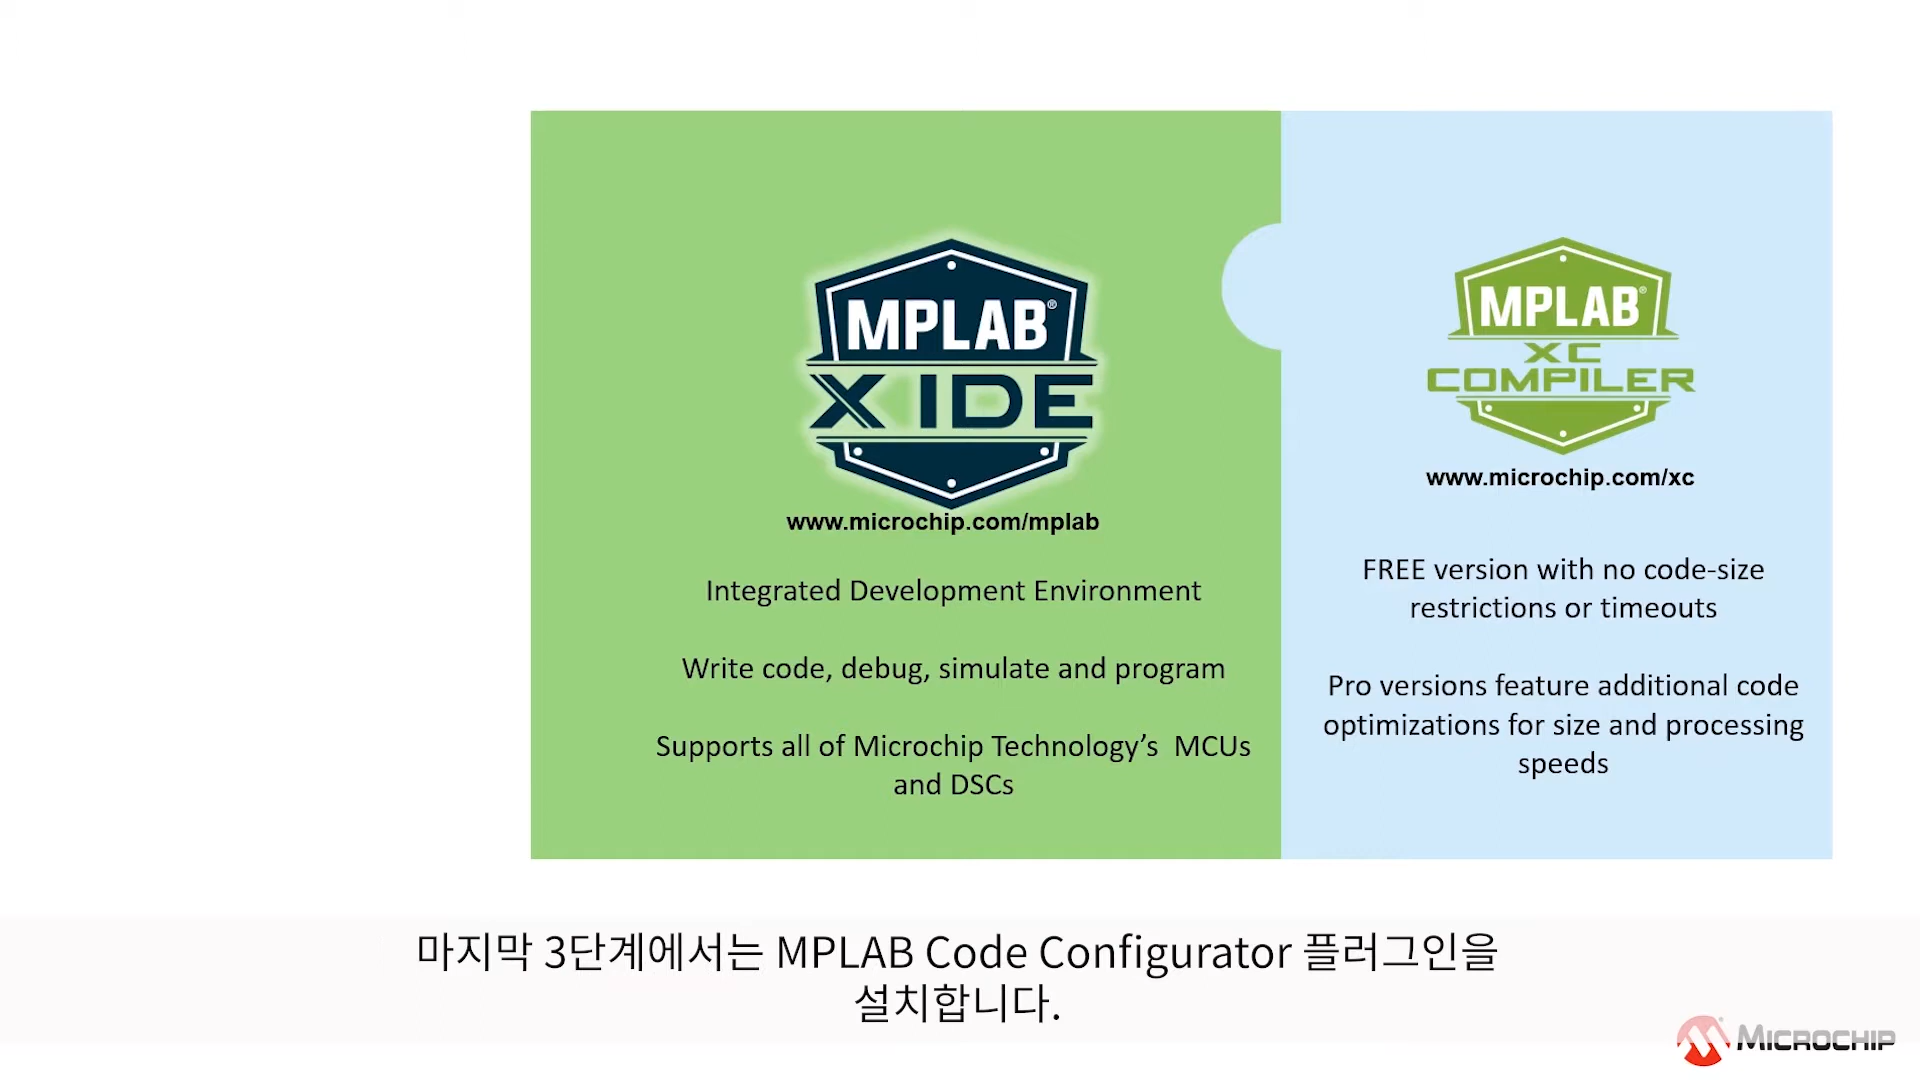 MPLAB®
X IDE
www.microchip.com/mplab
Integrated Development Environment
Write code, debug, simulate and program
Supports all of Microchip Technology’s MCUs
and DSCs
MPLAB®
XC
COMPILER
www.microchip.com/xc
FREE version with no code-size
restrictions or timeouts
Pro versions feature additional code
optimizations for size and processing
speeds
마지막 3단계에서는 MPLAB Code Configurator 플러그인을
설치합니다.
MICROCHIP